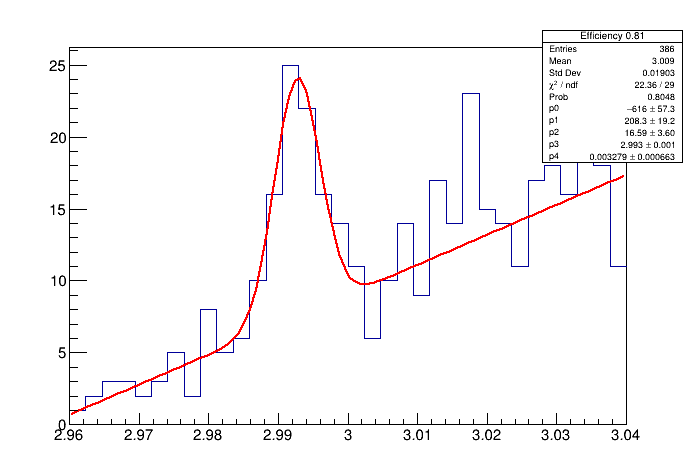 Efficiency 0.81
Entries 386
Mean 3.009
Std Dev 0.01903
χ² / ndf 22.36 / 29
Prob 0.8048
p0 −616 ± 57.3
p1 208.3 ± 19.2
p2 16.59 ± 3.60
p3 2.993 ± 0.001
p4 0.003279 ± 0.000663
25
20
15
10
5
0
2.96 2.97 2.98 2.99 3 3.01 3.02 3.03 3.04